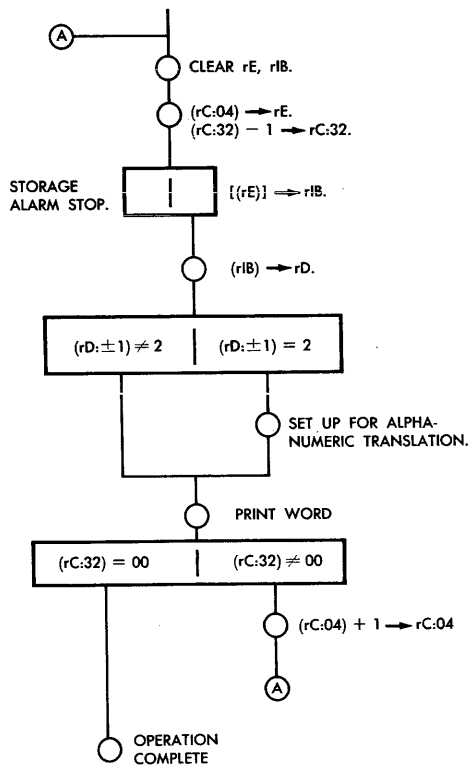 A
CLEAR rE, rIB.
(rC:04) → rE.
(rC:32) − 1 → rC:32.
STORAGE
ALARM STOP.
[(rE)] ⟹ rIB.
(rIB) → rD.
(rD:±1) ≠ 2
(rD:±1) = 2
SET UP FOR ALPHA-
NUMERIC TRANSLATION.
PRINT WORD
(rC:32) = 00
(rC:32) ≠ 00
(rC:04) + 1 → rC:04
A
OPERATION
COMPLETE